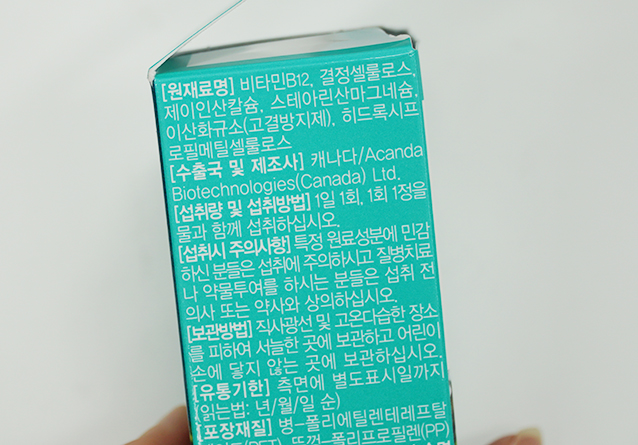 [원재료명] 비타민B12, 결정셀룰로스,
제이인산칼슘, 스테아린산마그네슘,
이산화규소(고결방지제), 히드록시프
로필메틸셀룰로스
[수출국 및 제조사] 캐나다/Acanda
Biotechnologies(Canada) Ltd.
[섭취량 및 섭취방법] 1일 1회, 1회 1정을
물과 함께 섭취하십시오.
[섭취시 주의사항] 특정 원료성분에 민감
하신 분들은 섭취에 주의하시고 질병치료
나 약물투여를 하시는 분들은 섭취 전
의사 또는 약사와 상의하십시오.
[보관방법] 직사광선 및 고온다습한 장소
를 피하여 서늘한 곳에 보관하고 어린이
손에 닿지 않는 곳에 보관하십시오.
[유통기한] 측면에 별도표시일까지
[읽는법: 년/월/일 순)
[포장재질] 병-폴리에틸렌테레프탈
(PET), 뚜껑-폴리프로필렌(PP)